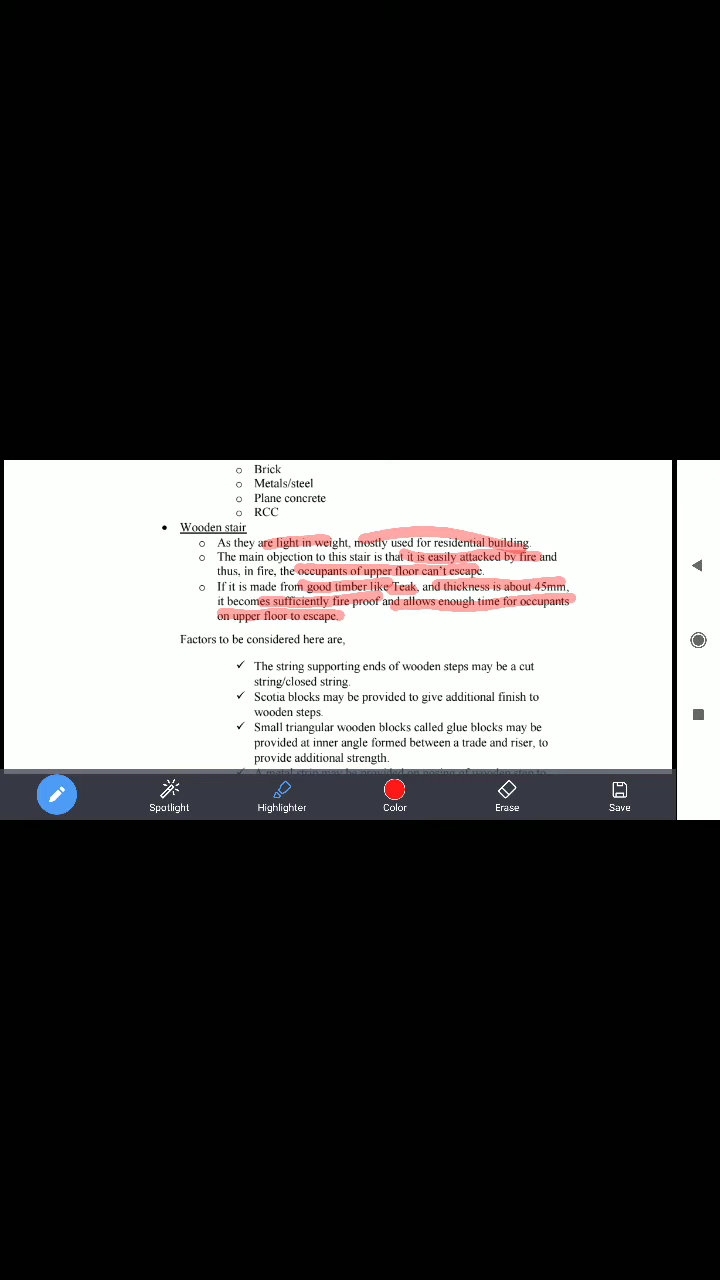 Brick
Metals/steel
Plane concrete
RCC
Wooden stair
As they are light in weight, mostly used for residential building.
The main objection to this stair is that it is easily attacked by fire and
thus, in fire, the occupants of upper floor can't escape.
If it is made from good timber like Teak, and thickness is about 45mm,
it becomes sufficiently fire proof and allows enough time for occupants
on upper floor to escape.
Factors to be considered here are,
The string supporting ends of wooden steps may be a cut
string/closed string.
Scotia blocks may be provided to give additional finish to
wooden steps.
Small triangular wooden blocks called glue blocks may be
provided at inner angle formed between a trade and riser, to
provide additional strength.
Spotlight
Highlighter
Color
Erase
Save